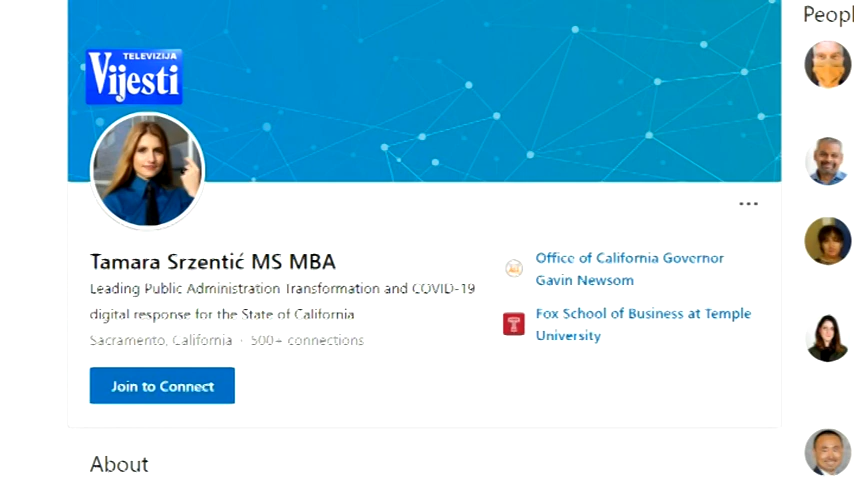 Peopl
TELEVIZIJA
Vijesti
Tamara Srzentić MS MBA
Leading Public Administration Transformation and COVID-19
digital response for the State of California
Sacramento, California · 500+ connections
Office of California Governor
Gavin Newsom
Fox School of Business at Temple
University
Join to Connect
About